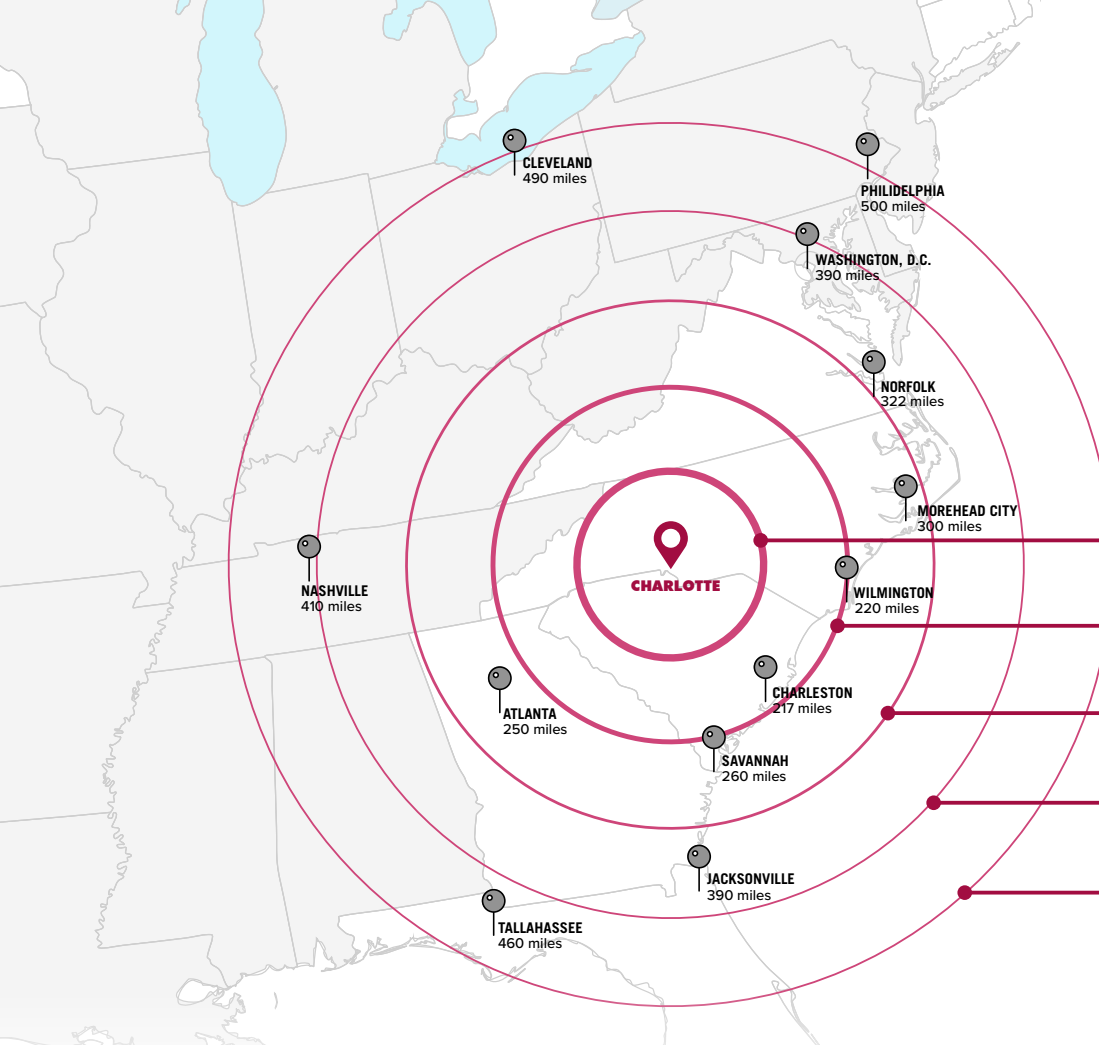 CLEVELAND
490 miles
PHILIDELPHIA
500 miles
WASHINGTON, D.C.
390 miles
NORFOLK
322 miles
MOREHEAD CITY
300 miles
CHARLOTTE
NASHVILLE
410 miles
WILMINGTON
220 miles
CHARLESTON
217 miles
ATLANTA
250 miles
SAVANNAH
260 miles
JACKSONVILLE
390 miles
TALLAHASSEE
460 miles